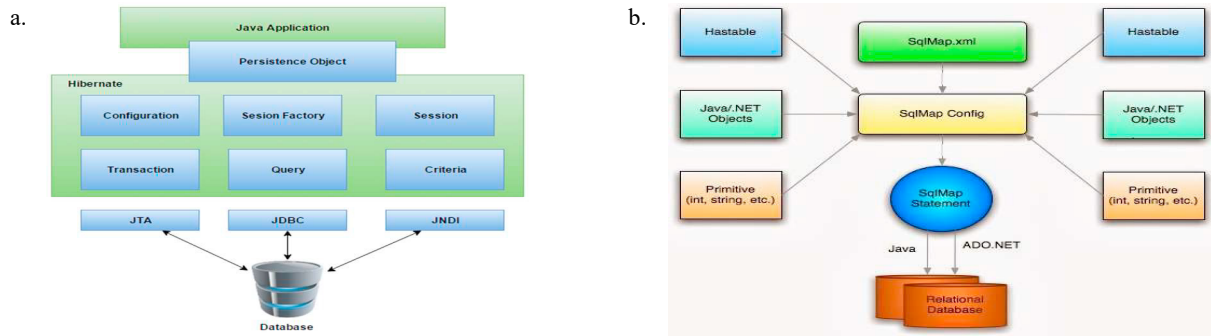 a.
Java Application
Persistence Object
Hibernate
Configuration
Sesion Factory
Session
Transaction
Query
Criteria
JTA
JDBC
JNDI
Database
b.
Hastable
SqlMap.xml
Hastable
Java/.NET
Objects
SqlMap Config
Java/.NET
Objects
Primitive
(int, string, etc.)
SqlMap
Statement
Primitive
(int, string, etc.)
Java
ADO.NET
Relational
Database